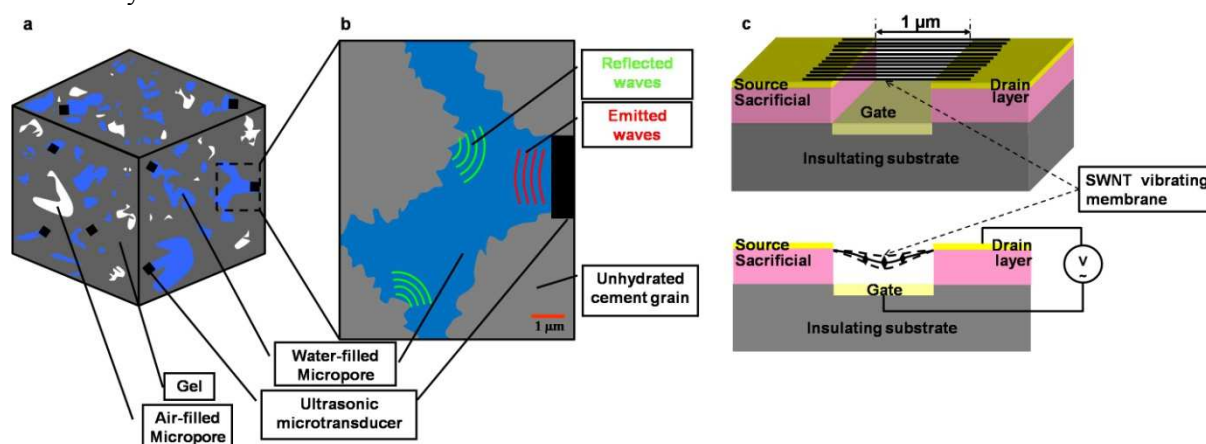 a
b
c
1 µm
Reflected
waves
Emitted
waves
Source
Sacrificial
Drain
layer
Gate
Insultating substrate
SWNT vibrating
membrane
Source
Sacrificial
Drain
layer
V
~
Gate
Insulating substrate
Unhydrated
cement grain
1 µm
Water-filled
Micropore
Gel
Ultrasonic
microtransducer
Air-filled
Micropore